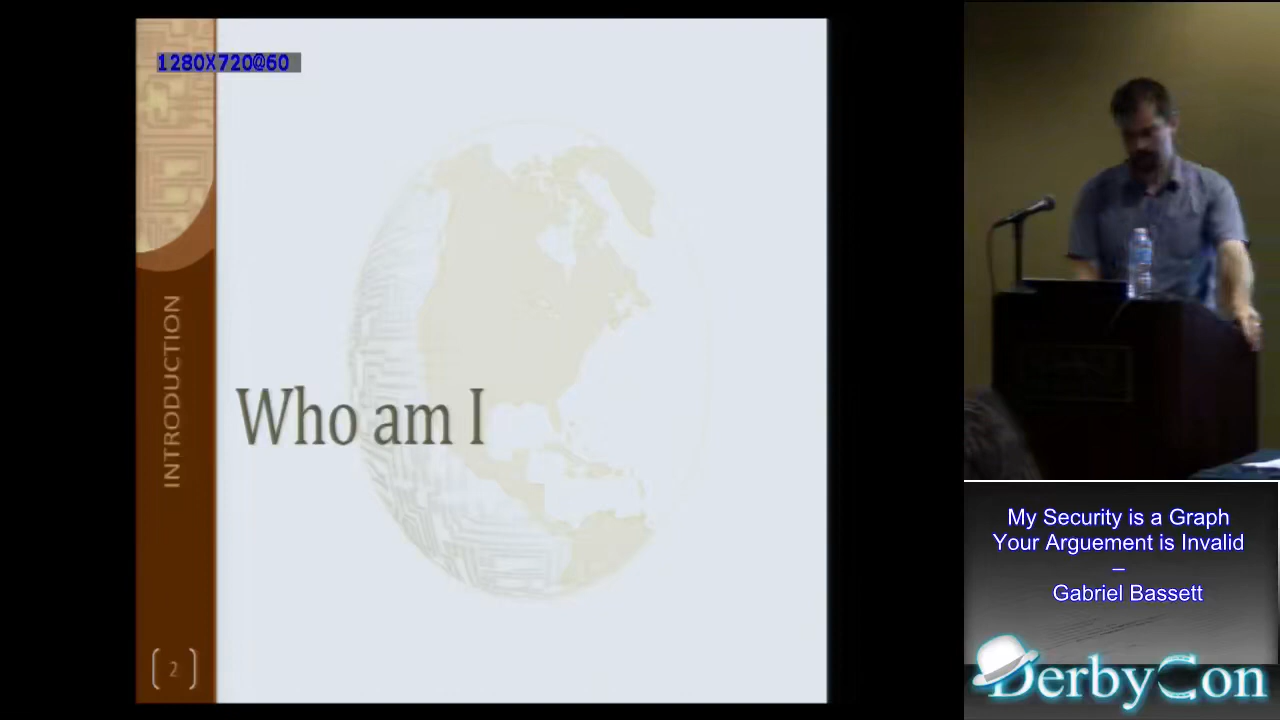 1280X720@60
INTRODUCTION
Who am I
[ 2 ]
My Security is a Graph
Your Arguement is Invalid
–
Gabriel Bassett
DerbyCon